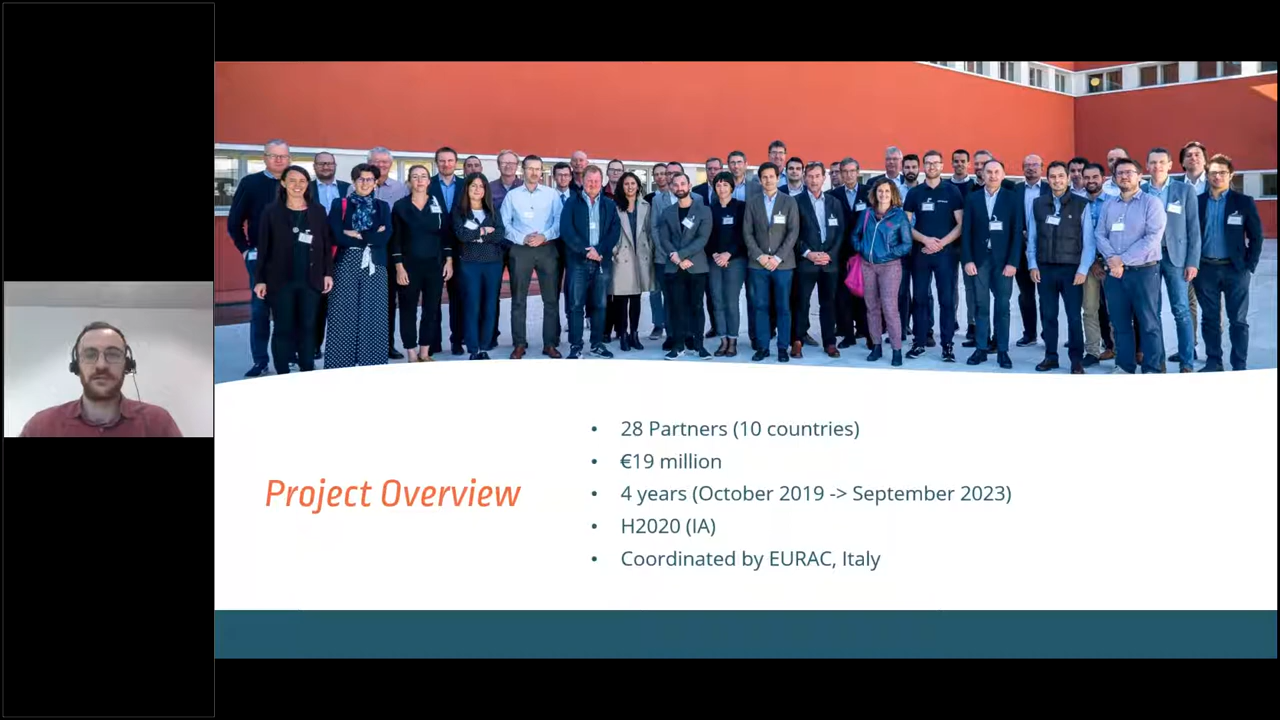 Project Overview
• 28 Partners (10 countries)
• €19 million
• 4 years (October 2019 -> September 2023)
• H2020 (IA)
• Coordinated by EURAC, Italy